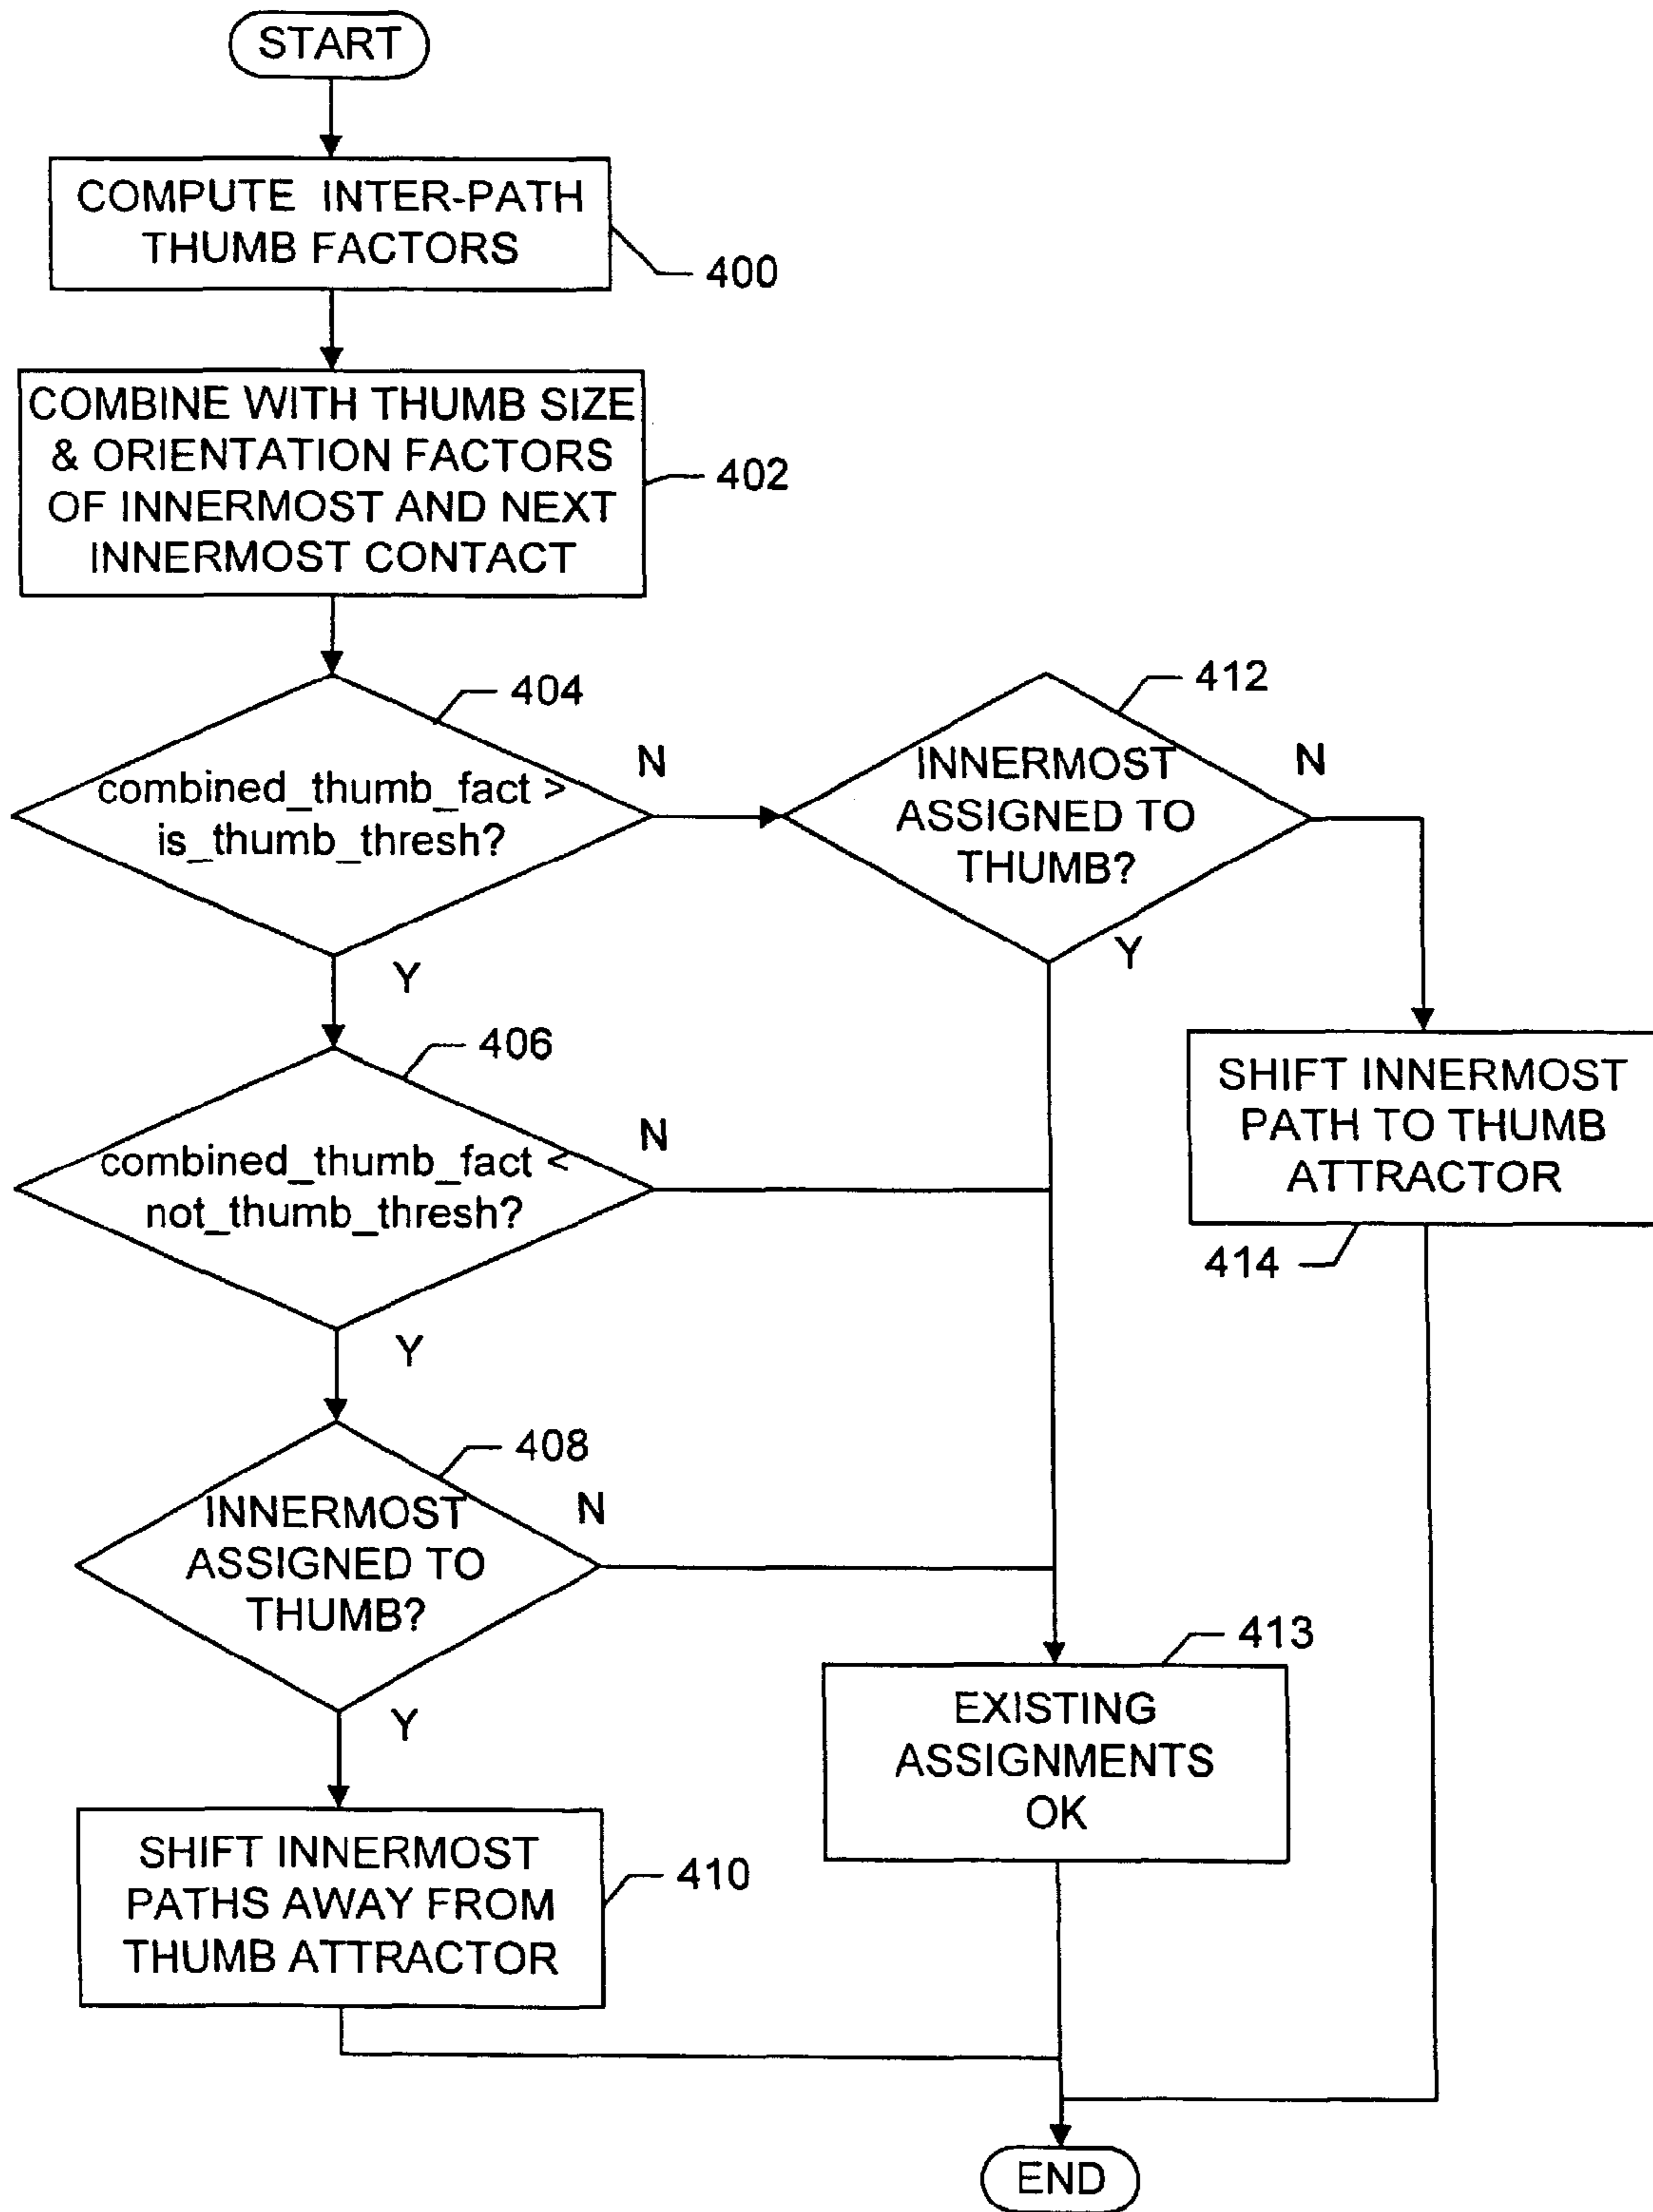 START
COMPUTE INTER-PATH
THUMB FACTORS
400
COMBINE WITH THUMB SIZE
& ORIENTATION FACTORS
OF INNERMOST AND NEXT
INNERMOST CONTACT
402
404
combined_thumb_fact >
is_thumb_thresh?
N
Y
412
INNERMOST
ASSIGNED TO
THUMB?
N
Y
406
combined_thumb_fact <
not_thumb_thresh?
N
Y
SHIFT INNERMOST
PATH TO THUMB
ATTRACTOR
414
408
INNERMOST
ASSIGNED TO
THUMB?
N
Y
413
EXISTING
ASSIGNMENTS
OK
SHIFT INNERMOST
PATHS AWAY FROM
THUMB ATTRACTOR
410
END